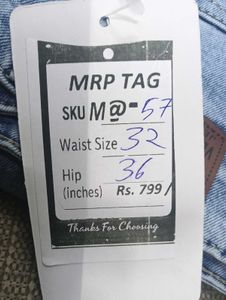 MRP TAG
SKU M@-57
Waist Size 32
Hip 36
(inches) Rs. 799/
Thanks For Choosing